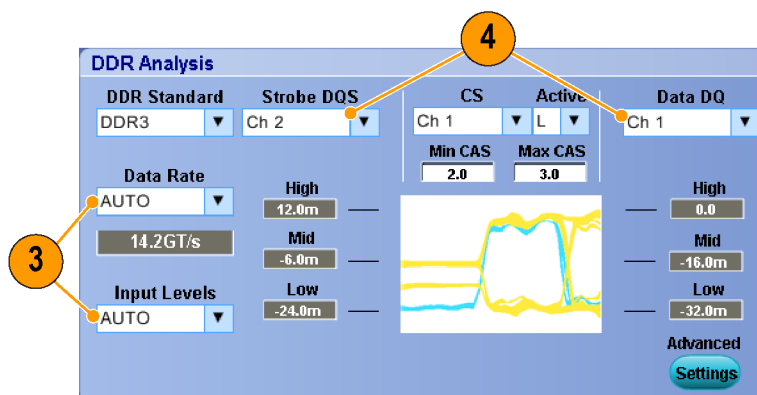 4
DDR Analysis
DDR Standard Strobe DQS CS Active Data DQ
DDR3 Ch 2 Ch 1 L Ch 1
Min CAS Max CAS
2.0 3.0
Data Rate
AUTO
14.2GT/s
3
Input Levels
AUTO
High
12.0m
Mid
-6.0m
Low
-24.0m
High
0.0
Mid
-16.0m
Low
-32.0m
Advanced
Settings